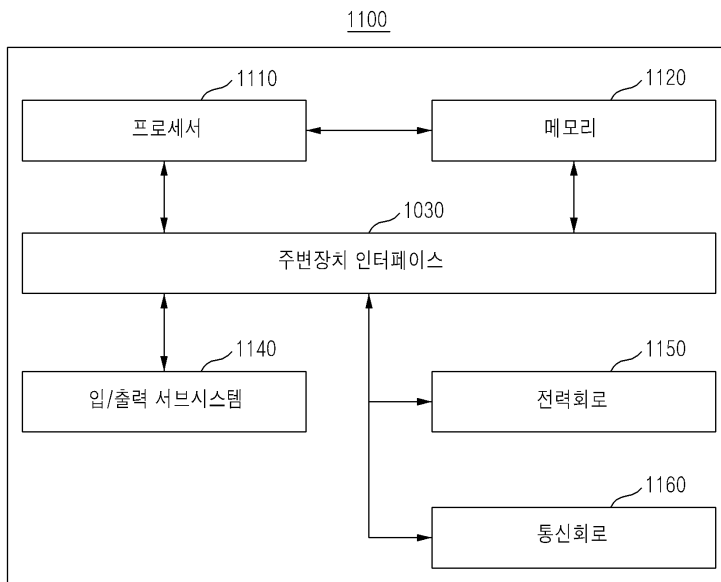 1100
1110
1120
프로세서
메모리
1030
주변장치 인터페이스
1140
1150
입/출력 서브시스템
전력회로
1160
통신회로